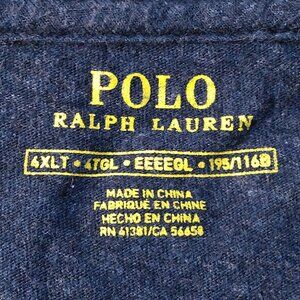 POLO
RALPH LAUREN
4XLT • 4TGL • EEEEGL • 195/116B
MADE IN CHINA
FABRIQUÉ EN CHINE
HECHO EN CHINA
RN 41381/CA 56658